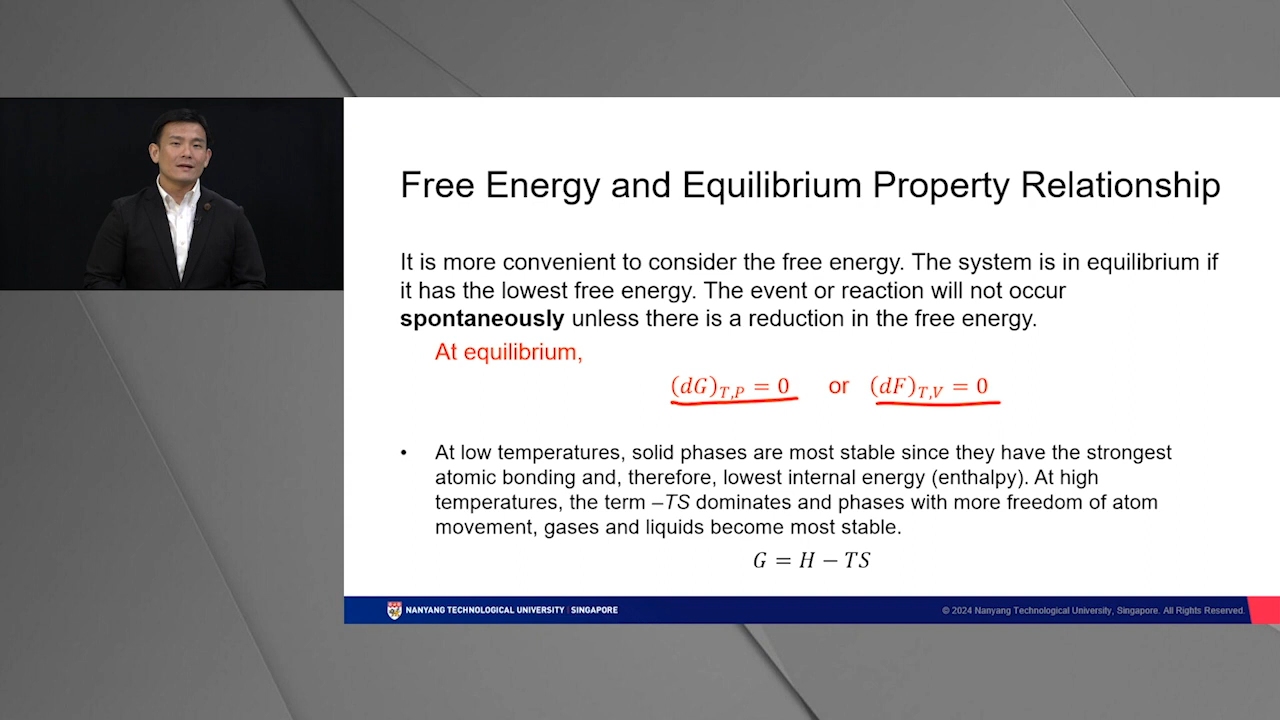 Free Energy and Equilibrium Property Relationship
It is more convenient to consider the free energy. The system is in equilibrium if
it has the lowest free energy. The event or reaction will not occur
spontaneously unless there is a reduction in the free energy.
At equilibrium,
(dG)_{T,P} = 0 or (dF)_{T,V} = 0
• At low temperatures, solid phases are most stable since they have the strongest
atomic bonding and, therefore, lowest internal energy (enthalpy). At high
temperatures, the term –TS dominates and phases with more freedom of atom
movement, gases and liquids become most stable.
G = H − TS
NANYANG TECHNOLOGICAL UNIVERSITY | SINGAPORE
© 2024 Nanyang Technological University, Singapore. All Rights Reserved.